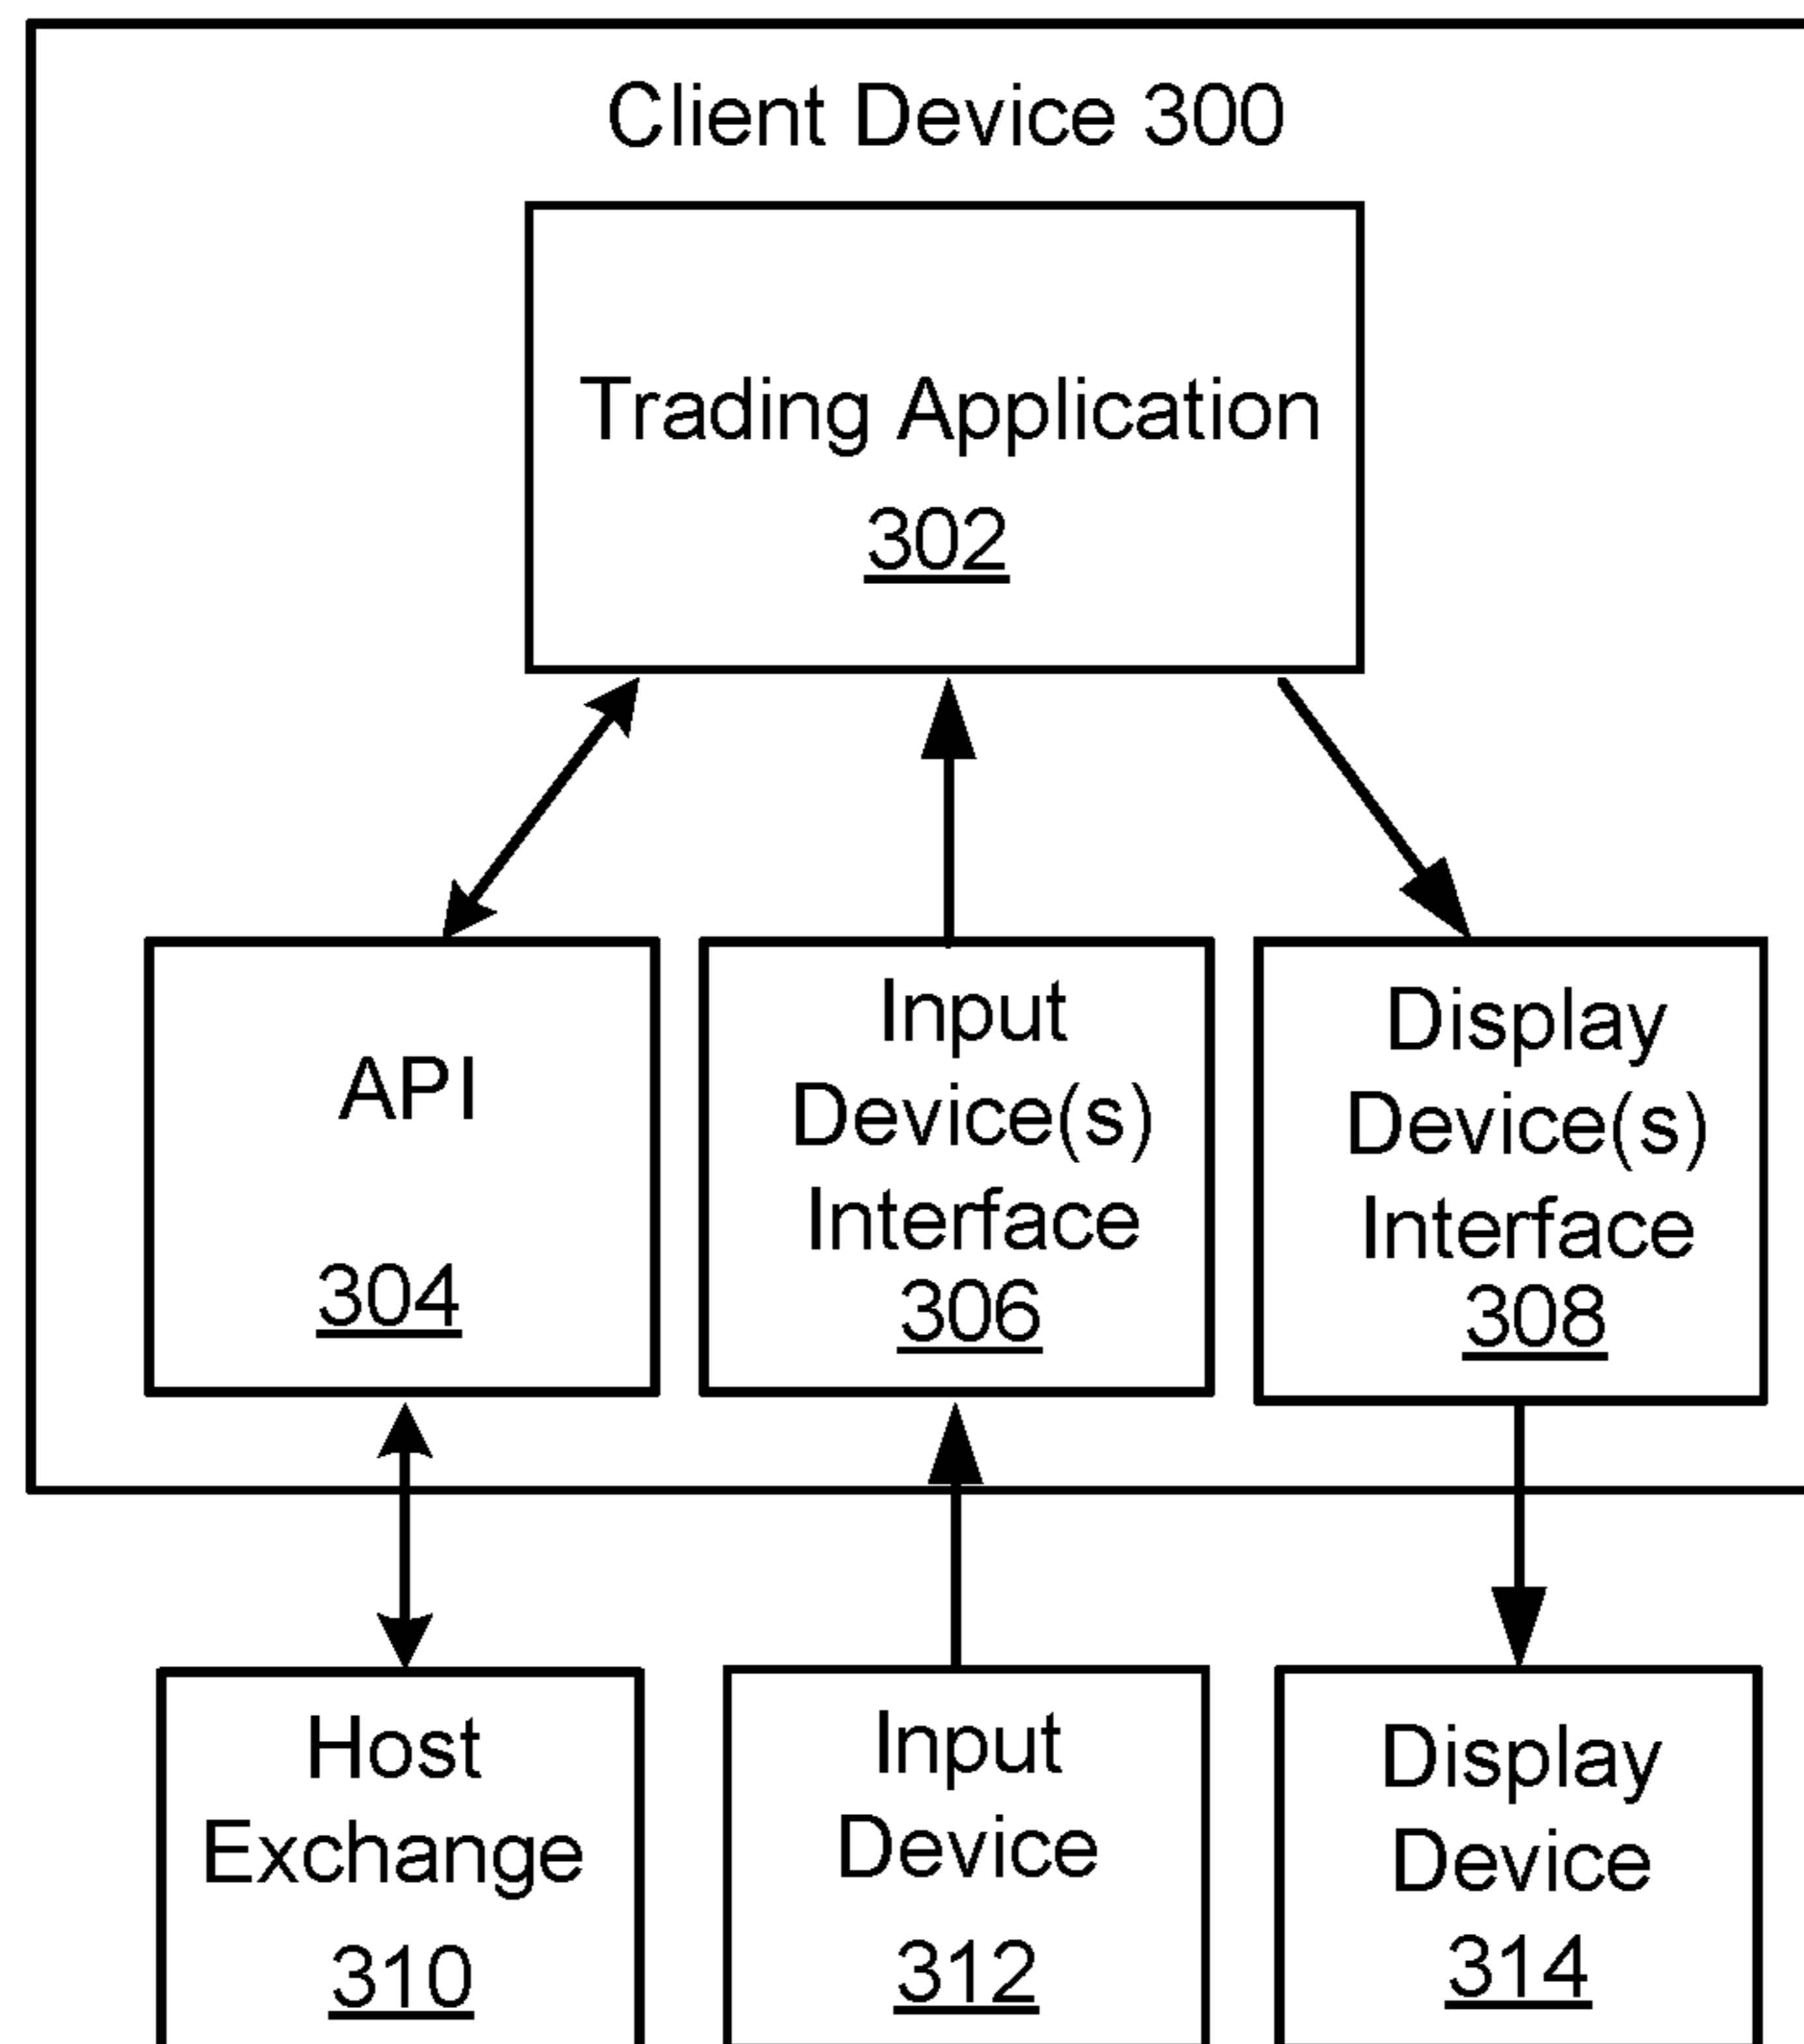 Client Device 300
Trading Application
302
API
304
Input
Device(s)
Interface
306
Display
Device(s)
Interface
308
Host
Exchange
310
Input
Device
312
Display
Device
314